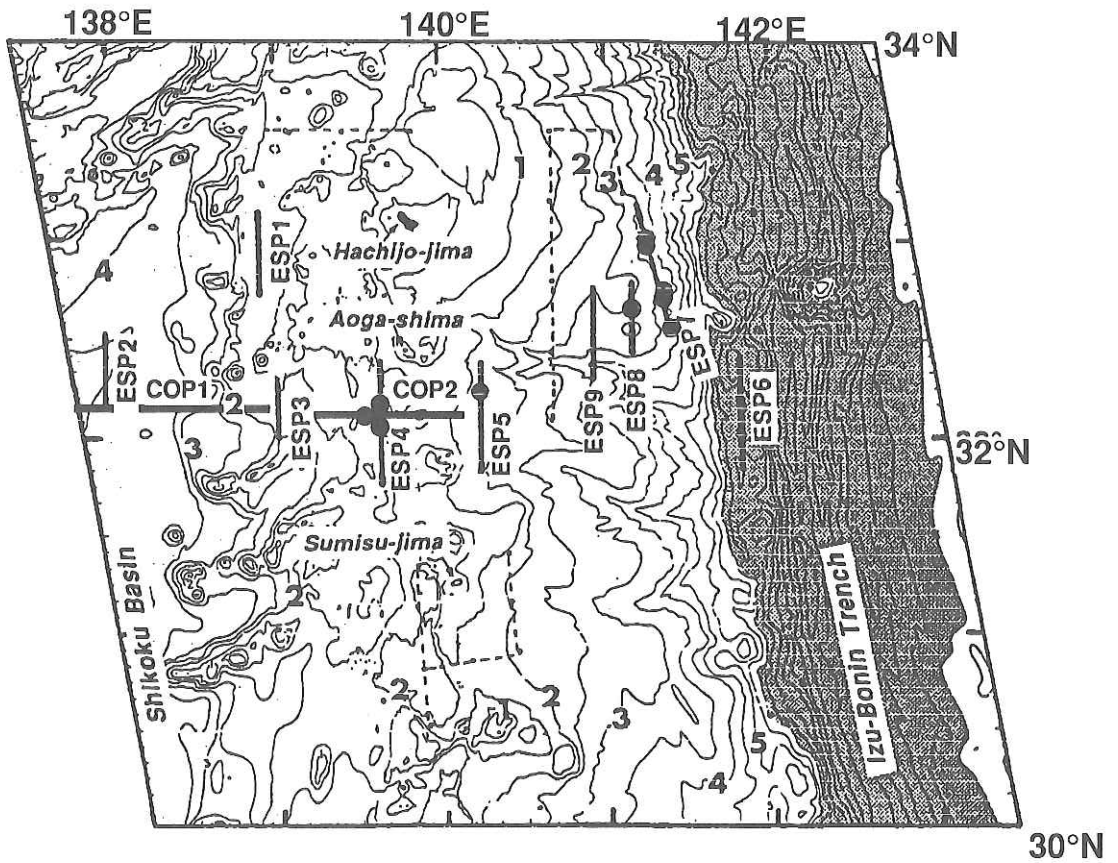 138°E 140°E 142°E
34°N
1 2 3 4 5
ESP1
Hachijo-jima
4
Aoga-shima
ESP2
COP1
2
COP2
ESP3
ESP4
ESP5
ESP9
ESP8
ESP
ESP6
3
32°N
Sumisu-jima
Shikoku Basin
2
Izu-Bonin Trench
2
1
2
3
5
4
30°N